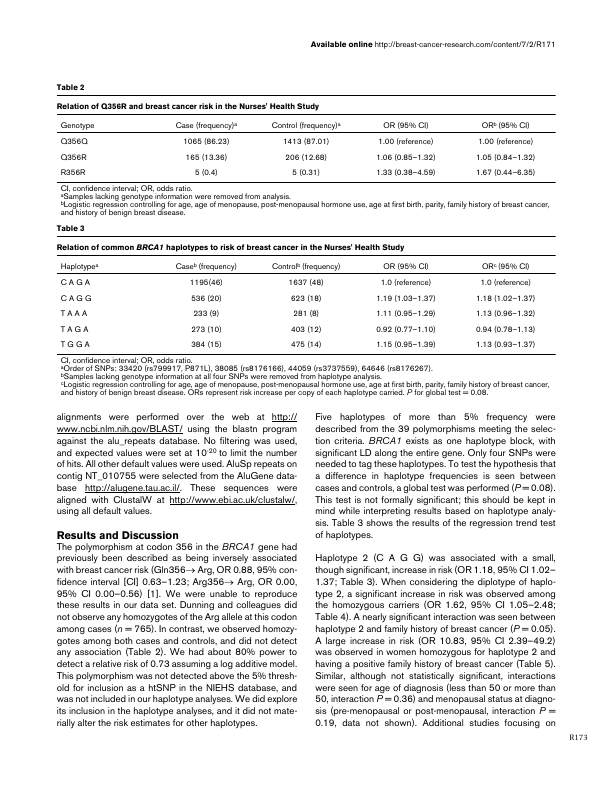 Available online http://breast-cancer-research.com/content/7/2/R171
Table 2
Relation of Q356R and breast cancer risk in the Nurses' Health Study
Genotype Case (frequency)a Control (frequency)a OR (95% CI) ORb (95% CI)
Q356Q 1065 (86.23) 1413 (87.01) 1.00 (reference) 1.00 (reference)
Q356R 165 (13.36) 206 (12.68) 1.06 (0.85–1.32) 1.05 (0.84–1.32)
R356R 5 (0.4) 5 (0.31) 1.33 (0.38–4.59) 1.67 (0.44–6.35)
CI, confidence interval; OR, odds ratio.
aSamples lacking genotype information were removed from analysis.
bLogistic regression controlling for age, age of menopause, post-menopausal hormone use, age at first birth, parity, family history of breast cancer,
and history of benign breast disease.
Table 3
Relation of common BRCA1 haplotypes to risk of breast cancer in the Nurses' Health Study
Haplotypea Caseb (frequency) Controlb (frequency) OR (95% CI) ORc (95% CI)
C A G A 1195(46) 1637 (48) 1.0 (reference) 1.0 (reference)
C A G G 536 (20) 623 (18) 1.19 (1.03–1.37) 1.18 (1.02–1.37)
T A A A 233 (9) 281 (8) 1.11 (0.95–1.29) 1.13 (0.96–1.32)
T A G A 273 (10) 403 (12) 0.92 (0.77–1.10) 0.94 (0.78–1.13)
T G G A 384 (15) 475 (14) 1.15 (0.95–1.39) 1.13 (0.93–1.37)
CI, confidence interval; OR, odds ratio.
aOrder of SNPs: 33420 (rs799917, P871L), 38085 (rs8176166), 44059 (rs3737559), 64646 (rs8176267).
bSamples lacking genotype information at all four SNPs were removed from haplotype analysis.
cLogistic regression controlling for age, age of menopause, post-menopausal hormone use, age at first birth, parity, family history of breast cancer,
and history of benign breast disease. ORs represent risk increase per copy of each haplotype carried. P for global test = 0.08.
alignments were performed over the web at http://
www.ncbi.nlm.nih.gov/BLAST/ using the blastn program
against the alu_repeats database. No filtering was used,
and expected values were set at 10-20 to limit the number
of hits. All other default values were used. AluSp repeats on
contig NT_010755 were selected from the AluGene data-
base http://alugene.tau.ac.il/. These sequences were
aligned with ClustalW at http://www.ebi.ac.uk/clustalw/,
using all default values.
Results and Discussion
The polymorphism at codon 356 in the BRCA1 gene had
previously been described as being inversely associated
with breast cancer risk (Gln356→ Arg, OR 0.88, 95% con-
fidence interval [CI] 0.63–1.23; Arg356→ Arg, OR 0.00,
95% CI 0.00–0.56) [1]. We were unable to reproduce
these results in our data set. Dunning and colleagues did
not observe any homozygotes of the Arg allele at this codon
among cases (n = 765). In contrast, we observed homozy-
gotes among both cases and controls, and did not detect
any association (Table 2). We had about 80% power to
detect a relative risk of 0.73 assuming a log additive model.
This polymorphism was not detected above the 5% thresh-
old for inclusion as a htSNP in the NIEHS database, and
was not included in our haplotype analyses. We did explore
its inclusion in the haplotype analyses, and it did not mate-
rially alter the risk estimates for other haplotypes.
Five haplotypes of more than 5% frequency were
described from the 39 polymorphisms meeting the selec-
tion criteria. BRCA1 exists as one haplotype block, with
significant LD along the entire gene. Only four SNPs were
needed to tag these haplotypes. To test the hypothesis that
a difference in haplotype frequencies is seen between
cases and controls, a global test was performed (P = 0.08).
This test is not formally significant; this should be kept in
mind while interpreting results based on haplotype analy-
sis. Table 3 shows the results of the regression trend test
of haplotypes.
Haplotype 2 (C A G G) was associated with a small,
though significant, increase in risk (OR 1.18, 95% CI 1.02–
1.37; Table 3). When considering the diplotype of haplo-
type 2, a significant increase in risk was observed among
the homozygous carriers (OR 1.62, 95% CI 1.05–2.48;
Table 4). A nearly significant interaction was seen between
haplotype 2 and family history of breast cancer (P = 0.05).
A large increase in risk (OR 10.83, 95% CI 2.39–49.2)
was observed in women homozygous for haplotype 2 and
having a positive family history of breast cancer (Table 5).
Similar, although not statistically significant, interactions
were seen for age of diagnosis (less than 50 or more than
50, interaction P = 0.36) and menopausal status at diagno-
sis (pre-menopausal or post-menopausal, interaction P =
0.19, data not shown). Additional studies focusing on
R173